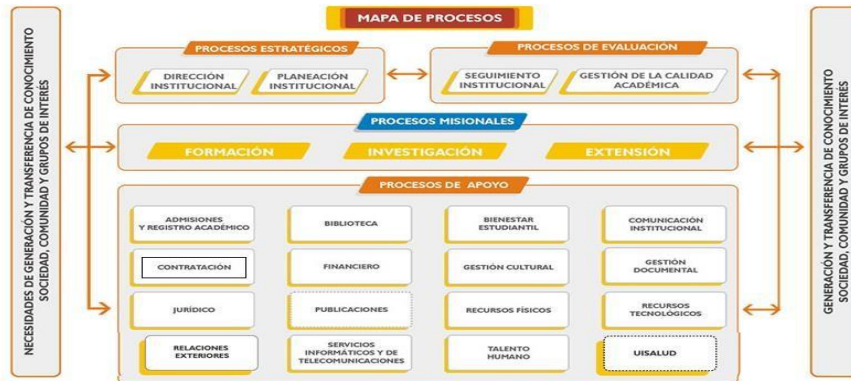 MAPA DE PROCESOS
NECESIDADES DE GENERACIÓN Y TRANSFERENCIA DE CONOCIMIENTO
SOCIEDAD, COMUNIDAD Y GRUPOS DE INTERÉS
PROCESOS ESTRATÉGICOS
DIRECCIÓN
INSTITUCIONAL
PLANEACIÓN
INSTITUCIONAL
PROCESOS DE EVALUACIÓN
SEGUIMIENTO
INSTITUCIONAL
GESTIÓN DE LA CALIDAD
ACADÉMICA
PROCESOS MISIONALES
FORMACIÓN
INVESTIGACIÓN
EXTENSIÓN
PROCESOS DE APOYO
ADMISIONES
Y REGISTRO ACADÉMICO
BIBLIOTECA
BIENESTAR
ESTUDIANTIL
COMUNICACIÓN
INSTITUCIONAL
CONTRATACIÓN
FINANCIERO
GESTIÓN CULTURAL
GESTIÓN
DOCUMENTAL
JURÍDICO
PUBLICACIONES
RECURSOS FÍSICOS
RECURSOS
TECNOLÓGICOS
RELACIONES
EXTERIORES
SERVICIOS
INFORMÁTICOS Y DE
TELECOMUNICACIONES
TALENTO
HUMANO
UISALUD
GENERACIÓN Y TRANSFERENCIA DE CONOCIMIENTO
SOCIEDAD, COMUNIDAD Y GRUPOS DE INTERÉS